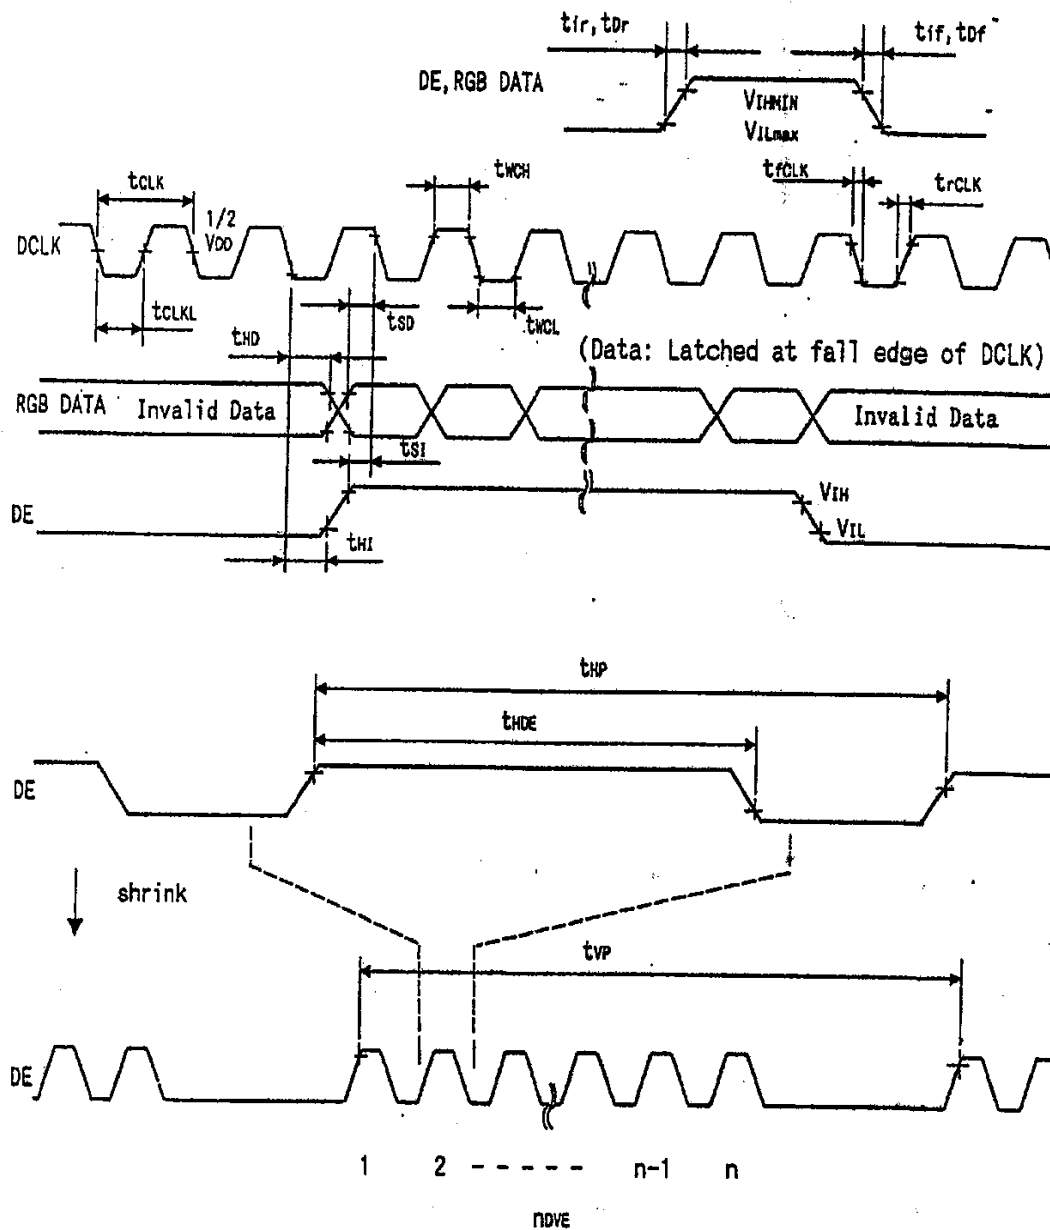 tir, tDr
tif, tDf
DE, RGB DATA
VIHMIN
VILmax
tCLK
tWCH
tfCLK
trCLK
DCLK
1/2
VDD
tCLKL
tHD
tSD
tWCL
(Data: Latched at fall edge of DCLK)
RGB DATA
Invalid Data
Invalid Data
tSI
DE
VIH
VIL
tHI
tHP
tHDE
DE
shrink
tVP
DE
1 2 ------ n-1 n
nDVE